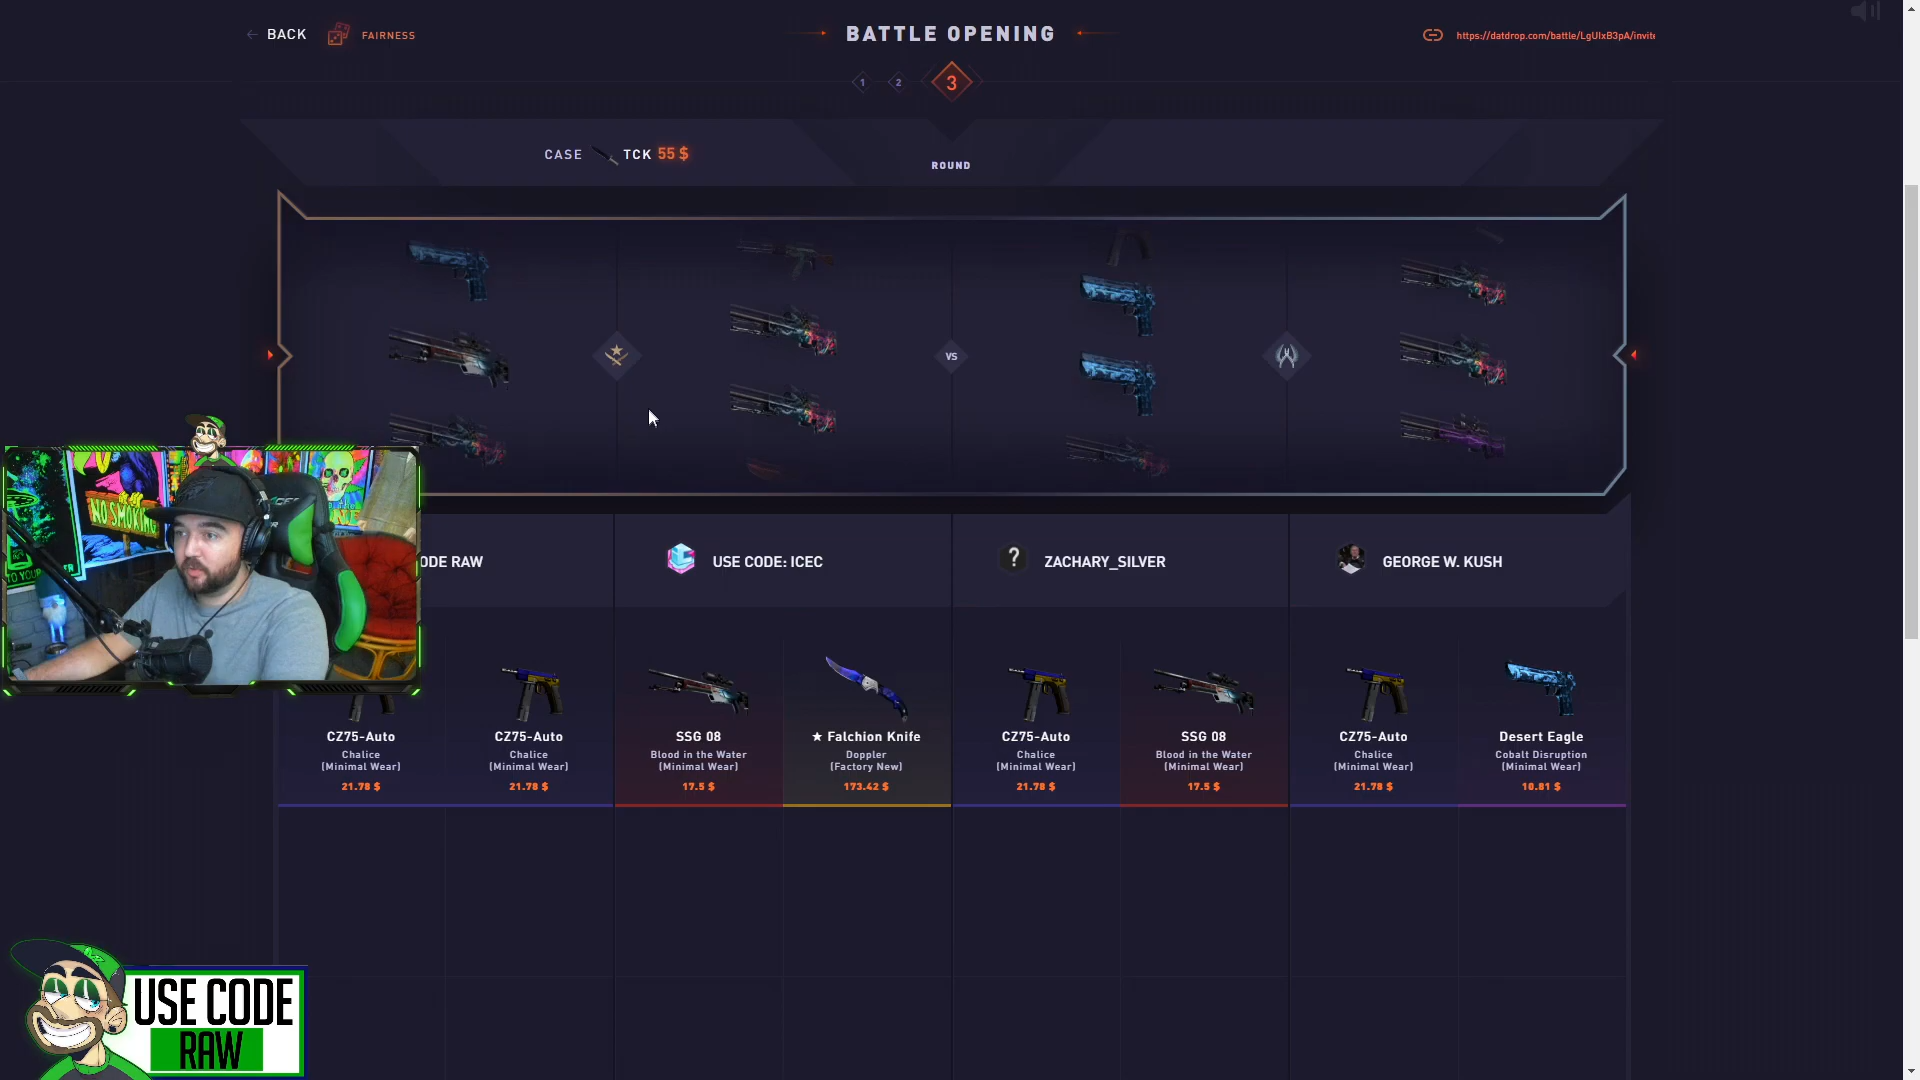 BACK
FAIRNESS
BATTLE OPENING
https://datdrop.com/battle/LgUIxB3pA/invite
1 2 3
CASE TCK 55 $
ROUND
VS
NO SMOKING
ODE RAW
USE CODE: ICEC
?
ZACHARY_SILVER
GEORGE W. KUSH
CZ75-Auto
Chalice
(Minimal Wear)
21.78 $
CZ75-Auto
Chalice
(Minimal Wear)
21.78 $
SSG 08
Blood in the Water
(Minimal Wear)
17.5 $
★ Falchion Knife
Doppler
(Factory New)
173.42 $
CZ75-Auto
Chalice
(Minimal Wear)
21.78 $
SSG 08
Blood in the Water
(Minimal Wear)
17.5 $
CZ75-Auto
Chalice
(Minimal Wear)
21.78 $
Desert Eagle
Cobalt Disruption
(Minimal Wear)
10.81 $
USE CODE
RAW